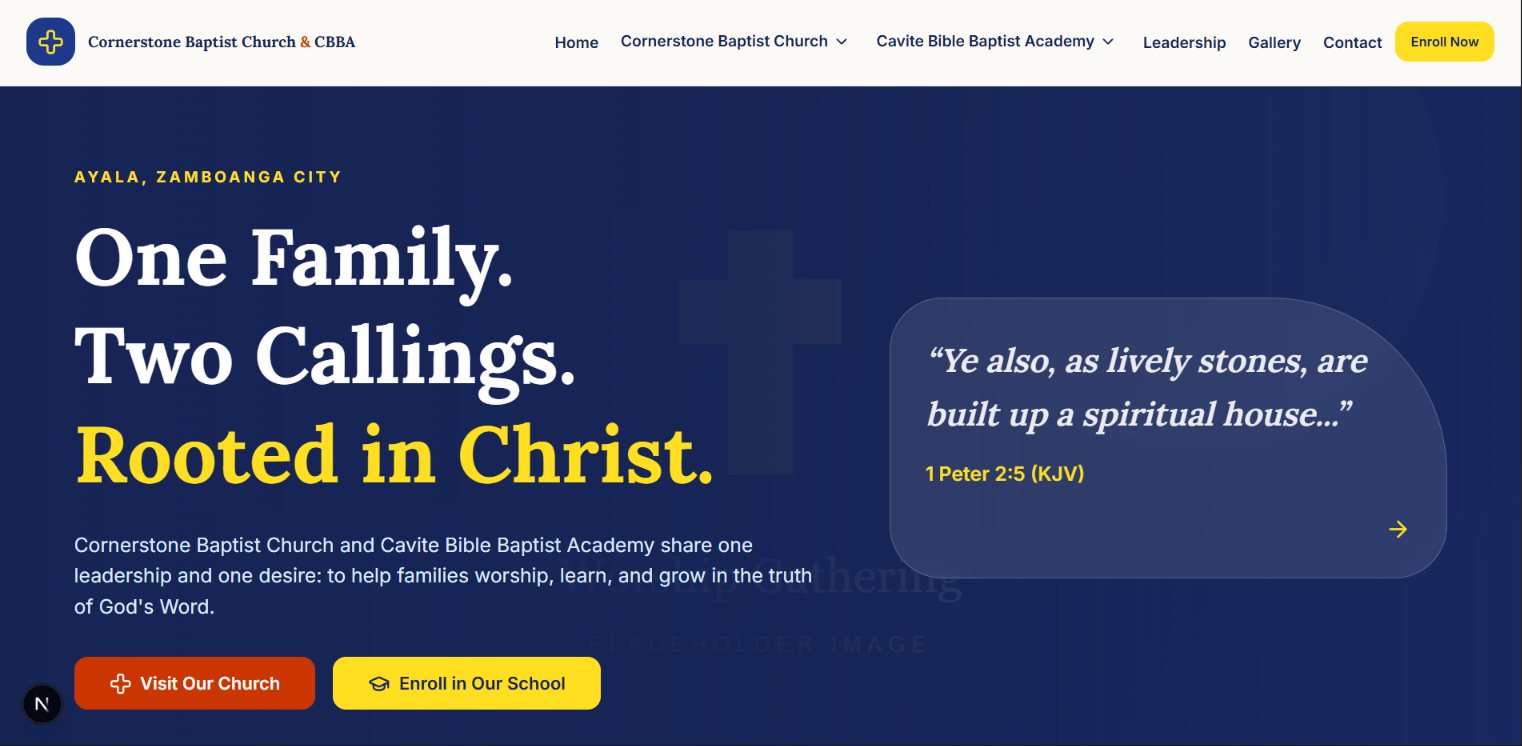 Cornerstone Baptist Church & CBBA
Home
Cornerstone Baptist Church
Cavite Bible Baptist Academy
Leadership
Gallery
Contact
Enroll Now
AYALA, ZAMBOANGA CITY
One Family.
Two Callings.
Rooted in Christ.
“Ye also, as lively stones, are
built up a spiritual house...”
1 Peter 2:5 (KJV)
Cornerstone Baptist Church and Cavite Bible Baptist Academy share one
leadership and one desire: to help families worship, learn, and grow in the truth
of God's Word.
Worship Gathering
PLACEHOLDER IMAGE
Visit Our Church
Enroll in Our School
N